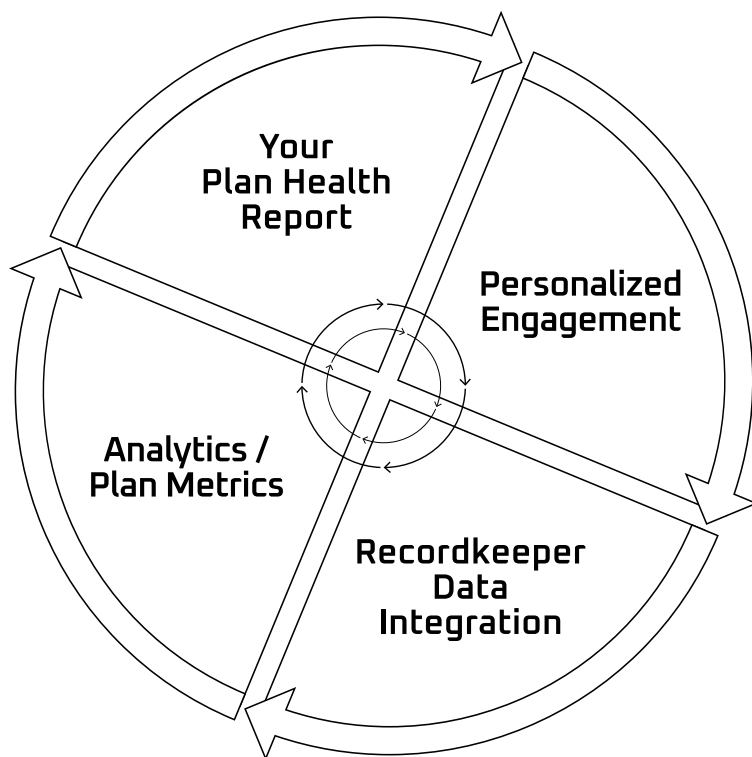 Your
Plan Health
Report
Personalized
Engagement
Recordkeeper
Data
Integration
Analytics /
Plan Metrics